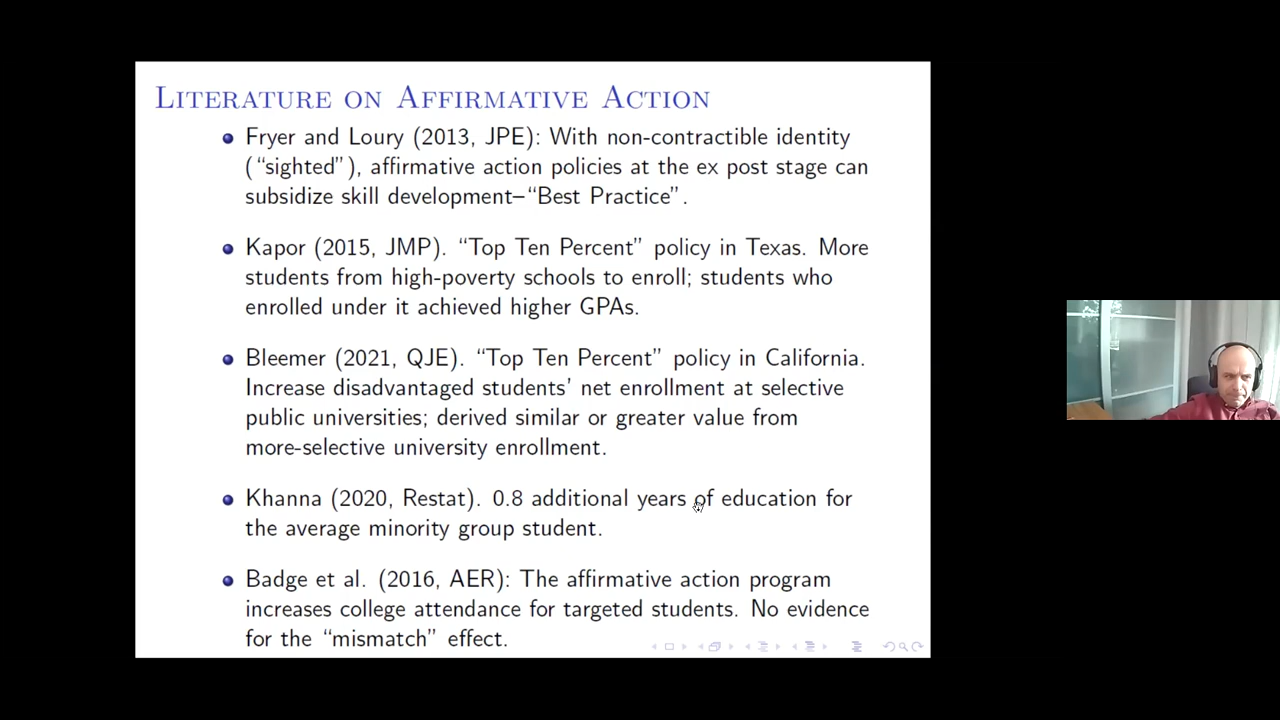 Literature on Affirmative Action
Fryer and Loury (2013, JPE): With non-contractible identity
(“sighted”), affirmative action policies at the ex post stage can
subsidize skill development–“Best Practice”.
Kapor (2015, JMP). “Top Ten Percent” policy in Texas. More
students from high-poverty schools to enroll; students who
enrolled under it achieved higher GPAs.
Bleemer (2021, QJE). “Top Ten Percent” policy in California.
Increase disadvantaged students’ net enrollment at selective
public universities; derived similar or greater value from
more-selective university enrollment.
Khanna (2020, Restat). 0.8 additional years of education for
the average minority group student.
Badge et al. (2016, AER): The affirmative action program
increases college attendance for targeted students. No evidence
for the “mismatch” effect.